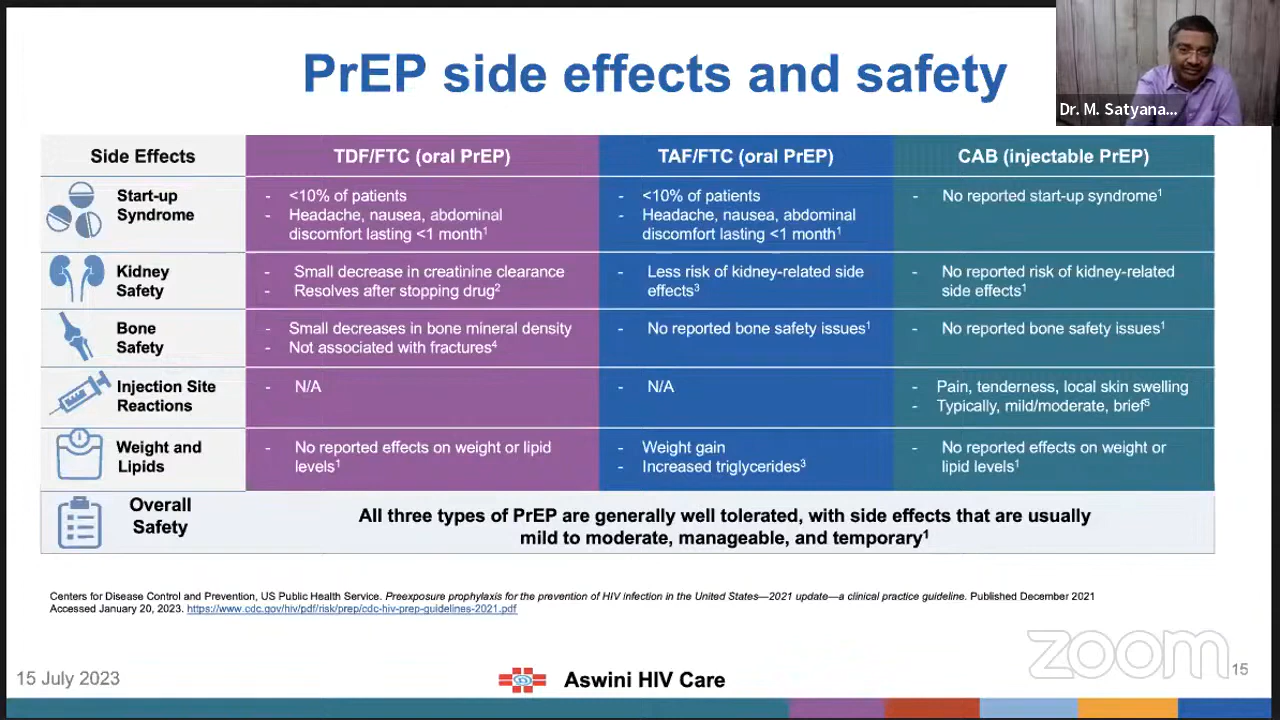 PrEP side effects and safety
Dr. M. Satyana...
Side Effects
TDF/FTC (oral PrEP)
TAF/FTC (oral PrEP)
CAB (injectable PrEP)
Start-up
Syndrome
- <10% of patients
- Headache, nausea, abdominal
discomfort lasting <1 month¹
- <10% of patients
- Headache, nausea, abdominal
discomfort lasting <1 month¹
- No reported start-up syndrome¹
Kidney
Safety
- Small decrease in creatinine clearance
- Resolves after stopping drug²
- Less risk of kidney-related side
effects³
- No reported risk of kidney-related
side effects¹
Bone
Safety
- Small decreases in bone mineral density
- Not associated with fractures⁴
- No reported bone safety issues¹
- No reported bone safety issues¹
Injection Site
Reactions
- N/A
- N/A
- Pain, tenderness, local skin swelling
- Typically, mild/moderate, brief⁵
Weight and
Lipids
- No reported effects on weight or lipid
levels¹
- Weight gain
- Increased triglycerides³
- No reported effects on weight or
lipid levels¹
Overall
Safety
All three types of PrEP are generally well tolerated, with side effects that are usually
mild to moderate, manageable, and temporary¹
Centers for Disease Control and Prevention, US Public Health Service. Preexposure prophylaxis for the prevention of HIV infection in the United States—2021 update—a clinical practice guideline. Published December 2021
Accessed January 20, 2023. https://www.cdc.gov/hiv/pdf/risk/prep/cdc-hiv-prep-guidelines-2021.pdf
zoom
15 July 2023
Aswini HIV Care
15